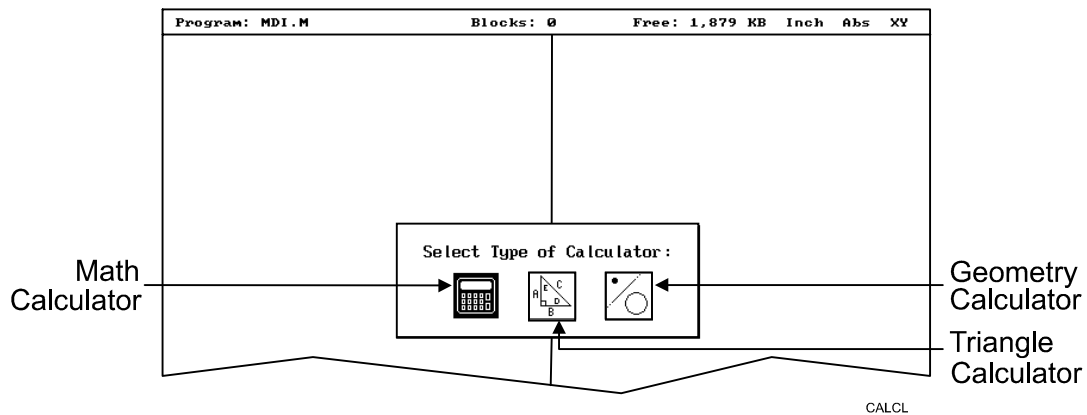 Program: MDI.M Blocks: 0 Free: 1,879 KB Inch Abs XY
Select Type of Calculator:
Math
Calculator
A E C
D
B
Geometry
Calculator
Triangle
Calculator
CALCL